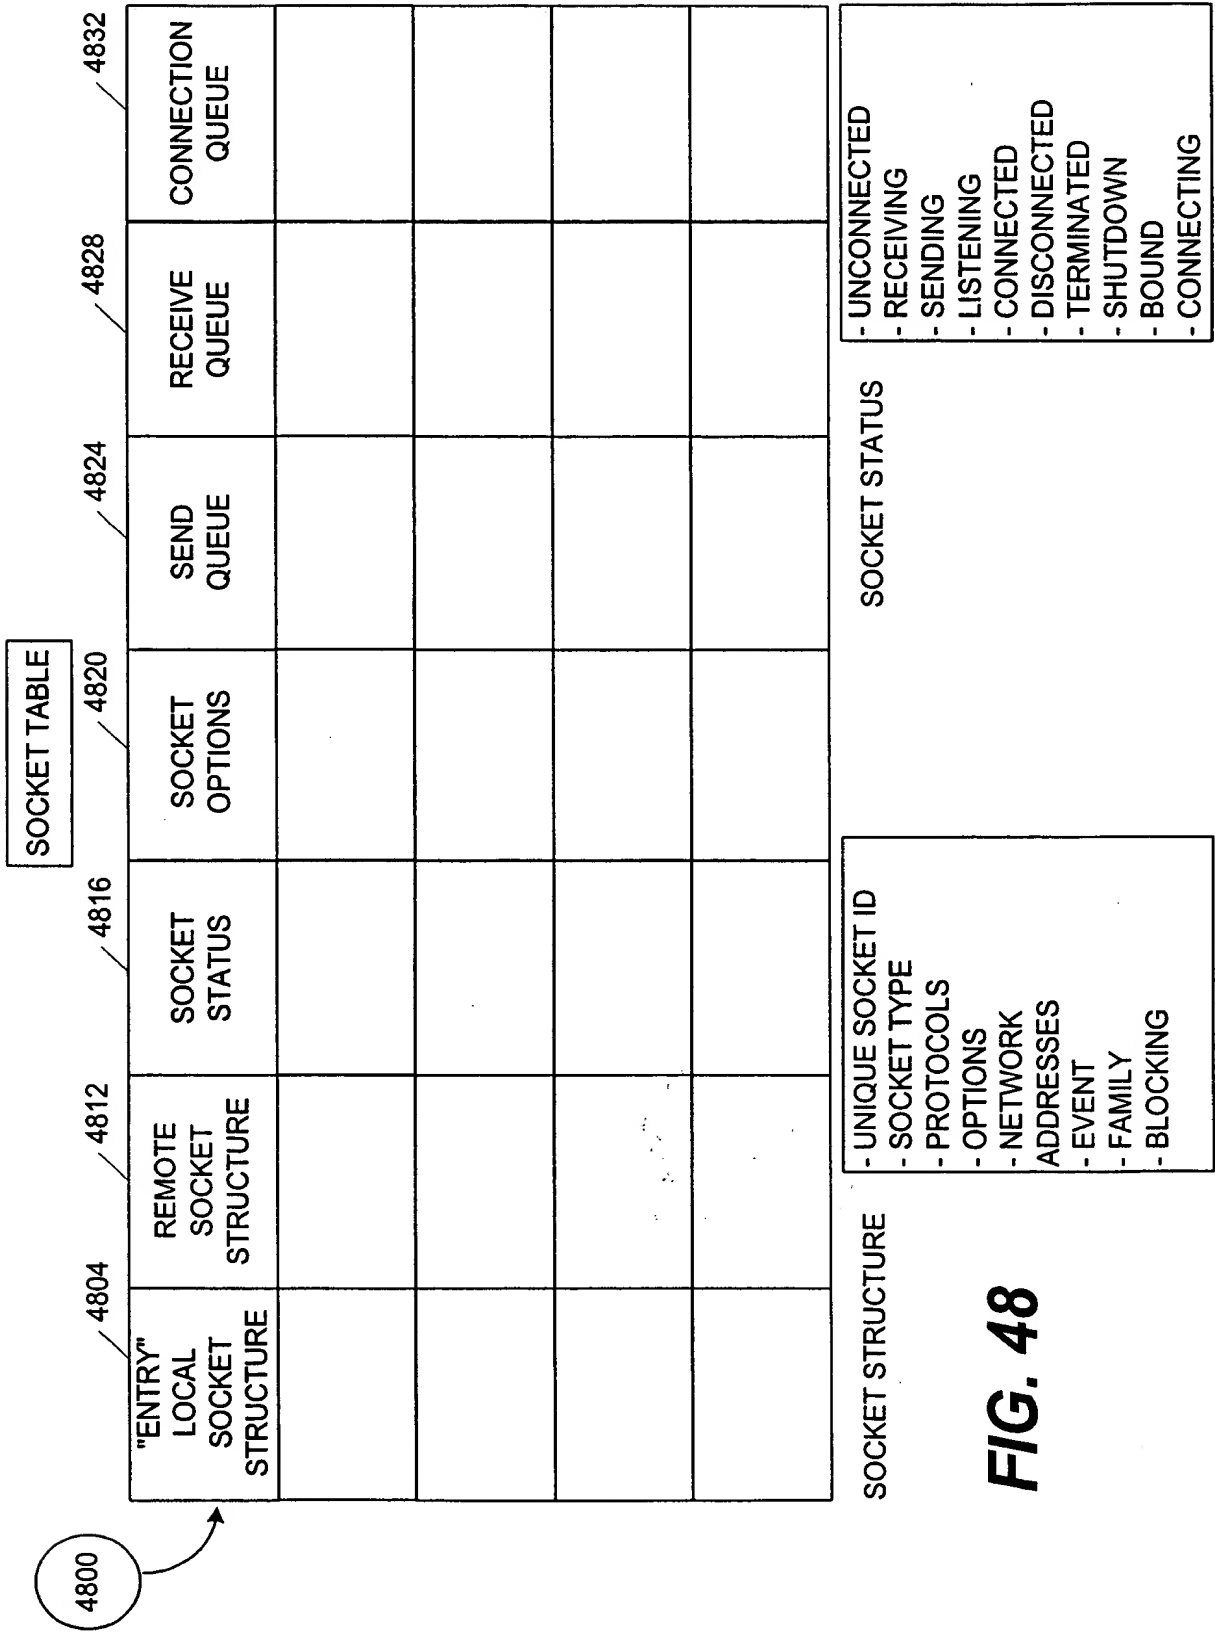 SOCKET TABLE
4800
4804
4812
4816
4820
4824
4828
4832
"ENTRY"
LOCAL
SOCKET
STRUCTURE
REMOTE
SOCKET
STRUCTURE
SOCKET
STATUS
SOCKET
OPTIONS
SEND
QUEUE
RECEIVE
QUEUE
CONNECTION
QUEUE
SOCKET STRUCTURE
- UNIQUE SOCKET ID
- SOCKET TYPE
- PROTOCOLS
- OPTIONS
- NETWORK
ADDRESSES
- EVENT
- FAMILY
- BLOCKING
SOCKET STATUS
- UNCONNECTED
- RECEIVING
- SENDING
- LISTENING
- CONNECTED
- DISCONNECTED
- TERMINATED
- SHUTDOWN
- BOUND
- CONNECTING
FIG. 48